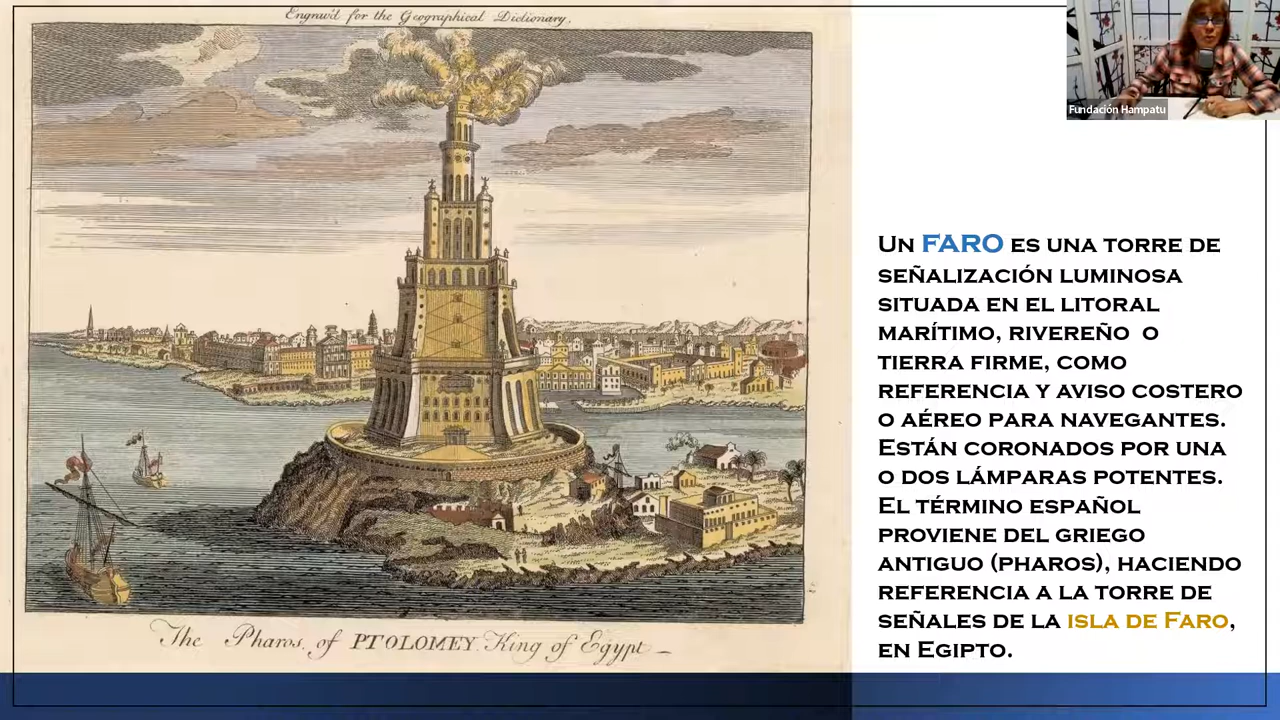 Engrav'd for the Geographical Dictionary.
Fundación Hampatu
Un FARO es una torre de
señalización luminosa
situada en el litoral
marítimo, rivereño o
tierra firme, como
referencia y aviso costero
o aéreo para navegantes.
Están coronados por una
o dos lámparas potentes.
El término español
proviene del griego
antiguo (pharos), haciendo
referencia a la torre de
señales de la isla de Faro,
en Egipto.
The Pharos of PTOLOMEY King of Egypt